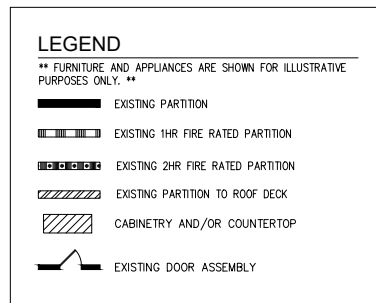 LEGEND
** FURNITURE AND APPLIANCES ARE SHOWN FOR ILLUSTRATIVE
PURPOSES ONLY. **
EXISTING PARTITION
EXISTING 1HR FIRE RATED PARTITION
EXISTING 2HR FIRE RATED PARTITION
EXISTING PARTITION TO ROOF DECK
CABINETRY AND/OR COUNTERTOP
EXISTING DOOR ASSEMBLY